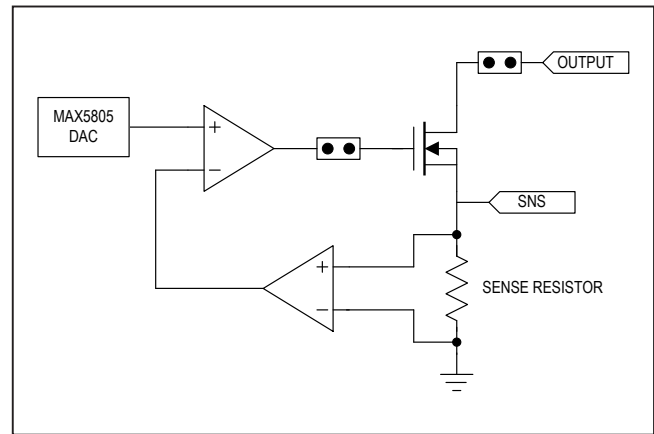 OUTPUT
MAX5805
DAC
+
−
SNS
+
−
SENSE RESISTOR